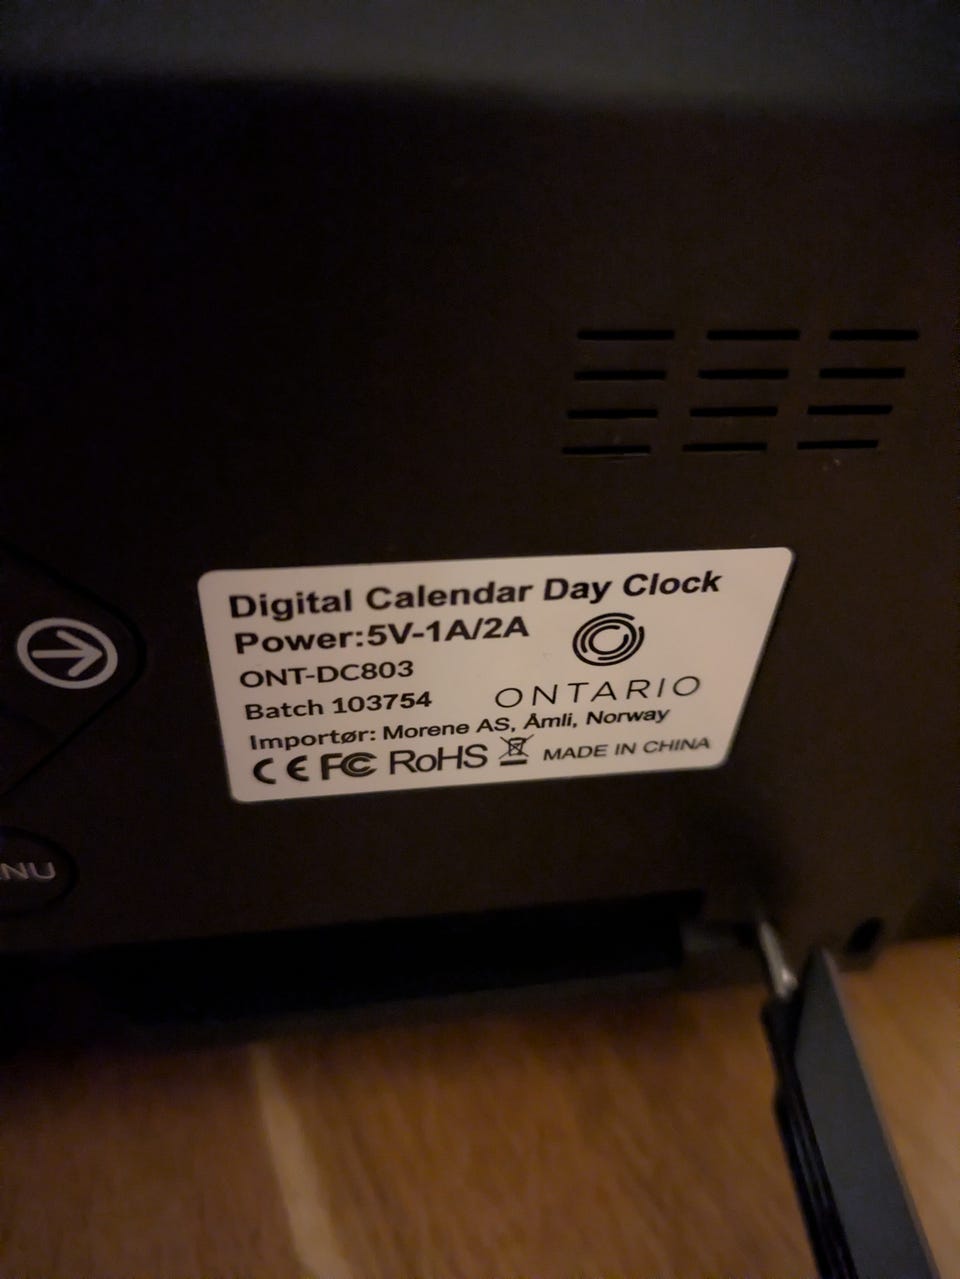 Digital Calendar Day Clock
Power:5V-1A/2A
ONT-DC803
Batch 103754
ONTARIO
Importør: Morene AS, Åmli, Norway
CE FC RoHS MADE IN CHINA
ENU